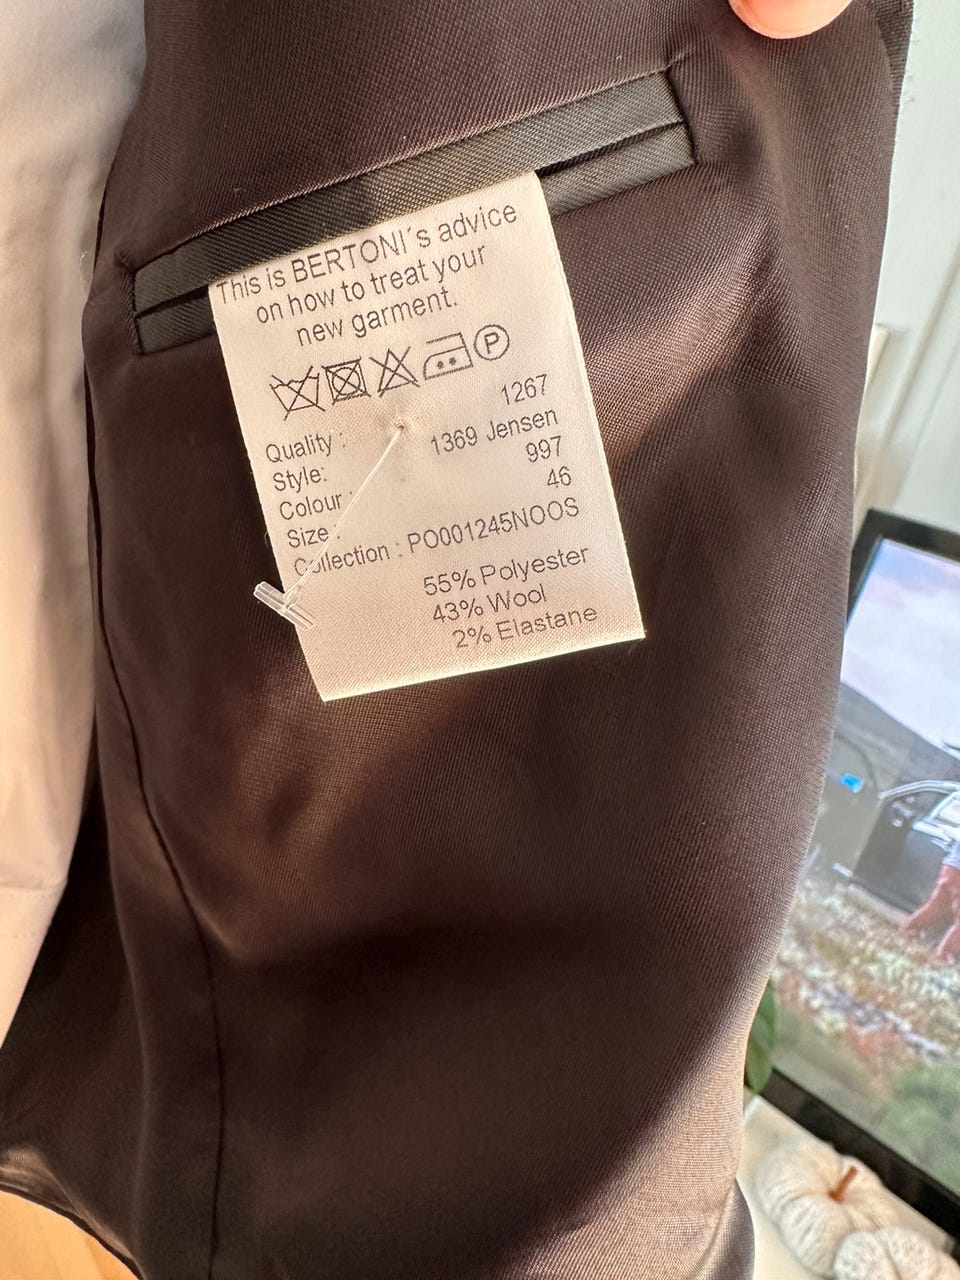 This is BERTONI´s advice
on how to treat your
new garment.
P
Quality : 1267
Style: 1369 Jensen
Colour : 997
Size : 46
Collection : PO001245NOOS
55% Polyester
43% Wool
2% Elastane